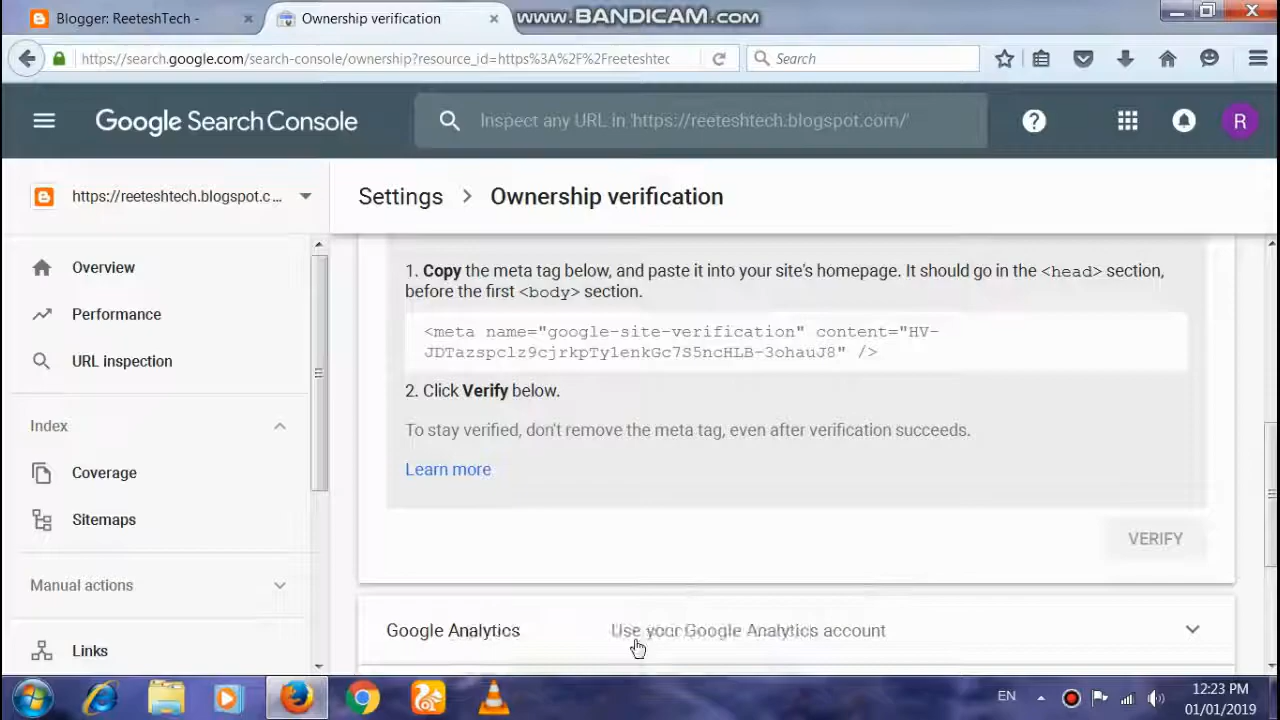 Blogger: ReeteshTech -
Ownership verification
www.BANDICAM.com
https://search.google.com/search-console/ownership?resource_id=https%3A%2F%2Freeteshtec
Search
Google Search Console
Inspect any URL in 'https://reeteshtech.blogspot.com/'
R
https://reeteshtech.blogspot.c...
Settings > Ownership verification
Overview
Performance
URL inspection
Index
Coverage
Sitemaps
Manual actions
Links
1. Copy the meta tag below, and paste it into your site's homepage. It should go in the <head> section,
before the first <body> section.
<meta name="google-site-verification" content="HV-
JDTazspclz9cjrkpTy1enkGc7S5ncHLB-3ohauJ8" />
2. Click Verify below.
To stay verified, don't remove the meta tag, even after verification succeeds.
Learn more
VERIFY
Google Analytics
Use your Google Analytics account
EN
12:23 PM
01/01/2019